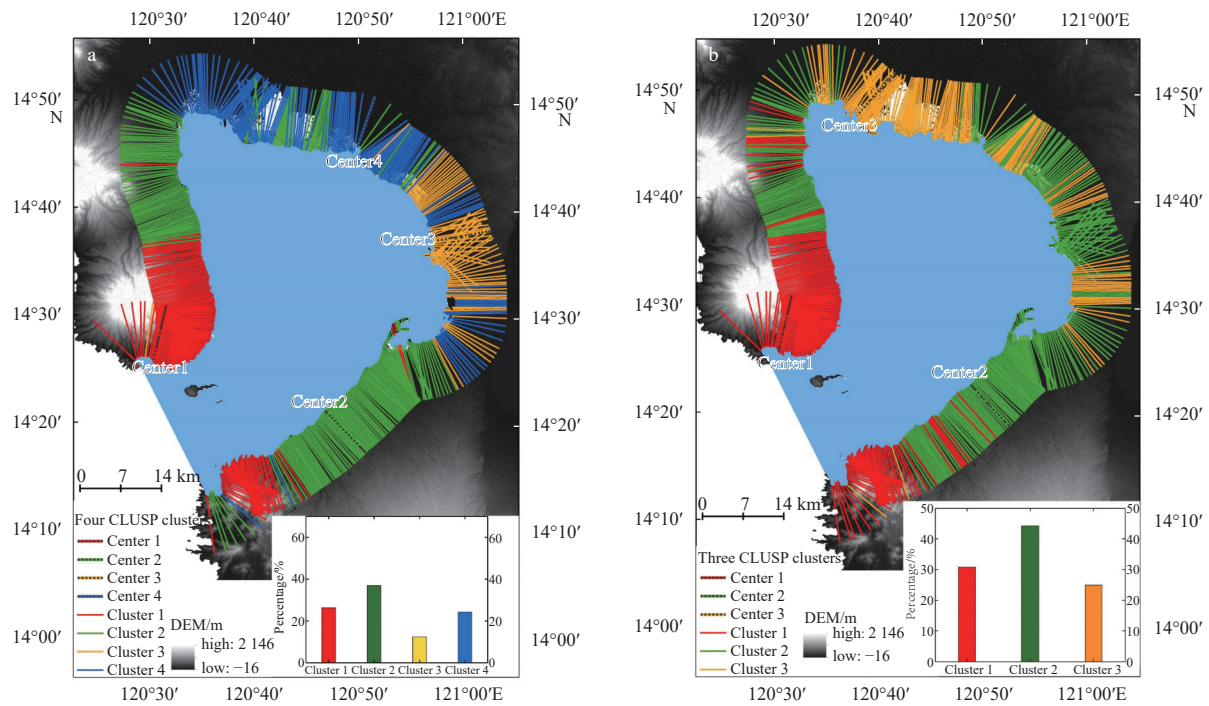 120°30′ 120°40′ 120°50′ 121°00′E
a
14°50′
N
14°40′
14°30′
14°20′
14°10′
14°00′
14°50′
N
14°40′
14°30′
14°20′
14°10′
14°00′
Center4
Center3
Center1
Center2
0 7 14 km
Four CLUSP clusters
Center 1
Center 2
Center 3
Center 4
Cluster 1
Cluster 2
Cluster 3
Cluster 4
DEM/m
high: 2 146
low: −16
Percentage/%
60
40
20
0
60
40
20
0
Cluster 1 Cluster 2 Cluster 3 Cluster 4
120°30′ 120°40′ 120°50′ 121°00′E
120°30′ 120°40′ 120°50′ 121°00′E
b
14°50′
N
14°40′
14°30′
14°20′
14°10′
14°00′
14°50′
N
14°40′
14°30′
14°20′
14°10′
14°00′
Center3
Center1
Center2
0 7 14 km
Three CLUSP clusters
Center 1
Center 2
Center 3
Cluster 1
Cluster 2
Cluster 3
DEM/m
high: 2 146
low: −16
Percentage/%
50
40
30
20
10
0
50
40
30
20
10
0
Cluster 1 Cluster 2 Cluster 3
120°30′ 120°40′ 120°50′ 121°00′E